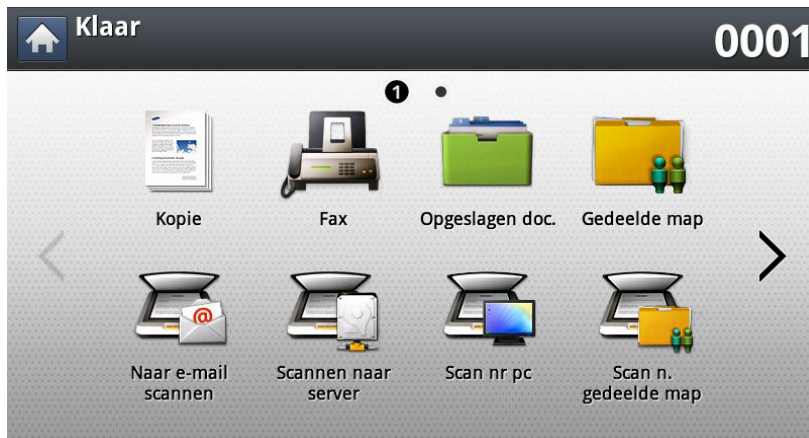 Klaar
0001
1
Kopie
Fax
Opgeslagen doc.
Gedeelde map
Naar e-mail
scannen
Scannen naar
server
Scan nr pc
Scan n.
gedeelde map